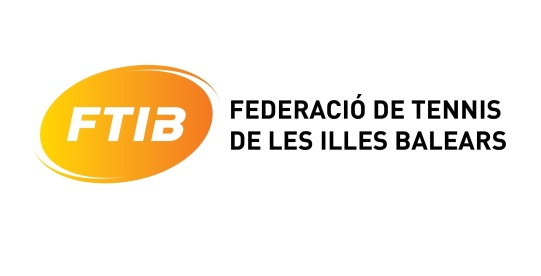 FTIB
FEDERACIÓ DE TENNIS
DE LES ILLES BALEARS